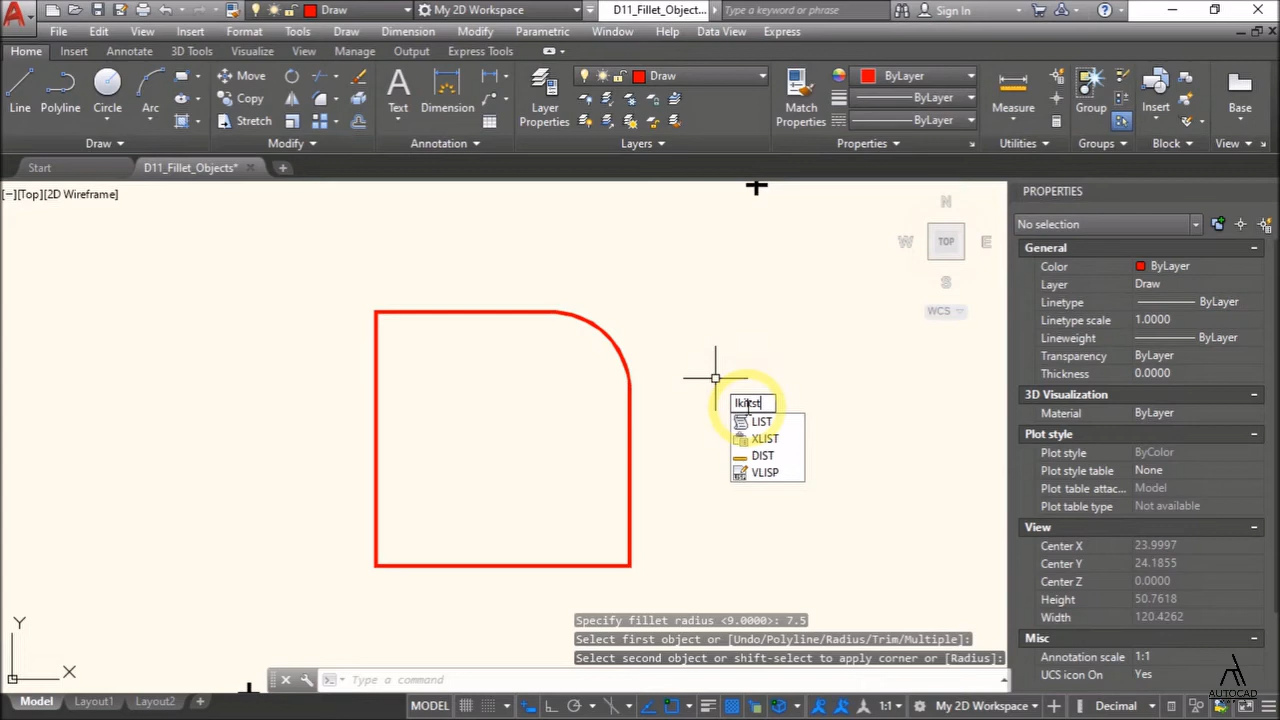 Draw
My 2D Workspace
D11_Fillet_Object...
Type a keyword or phrase
Sign In
File Edit View Insert Format Tools Draw Dimension Modify Parametric Window Help Data View Express
Home Insert Annotate 3D Tools Visualize View Manage Output Express Tools
Line Polyline Circle Arc
Move
Copy
Stretch
Text Dimension
Layer Properties
Draw
Match Properties
ByLayer
ByLayer
ByLayer
Measure
Group
Insert
Base
Draw Modify Annotation Layers Properties Utilities Groups Block View
Start
D11_Fillet_Objects*
[−][Top][2D Wireframe]
N
W TOP E
S
WCS
LIST
XLIST
DIST
VLISP
PROPERTIES
No selection
General
Color ByLayer
Layer Draw
Linetype ByLayer
Linetype scale 1.0000
Lineweight ByLayer
Transparency ByLayer
Thickness 0.0000
3D Visualization
Material ByLayer
Plot style
Plot style ByColor
Plot style table None
Plot table attac... Model
Plot table type Not available
View
Center X 23.9997
Center Y 24.1855
Center Z 0.0000
Height 50.7618
Width 120.4262
Misc
Annotation scale 1:1
UCS icon On Yes
Y
X
Specify fillet radius <9.0000>: 7.5
Select first object or [Undo/Polyline/Radius/Trim/Multiple]:
Select second object or shift-select to apply corner or [Radius]:
Type a command
Model Layout1 Layout2
MODEL
1:1
My 2D Workspace
Decimal
AUTOCAD